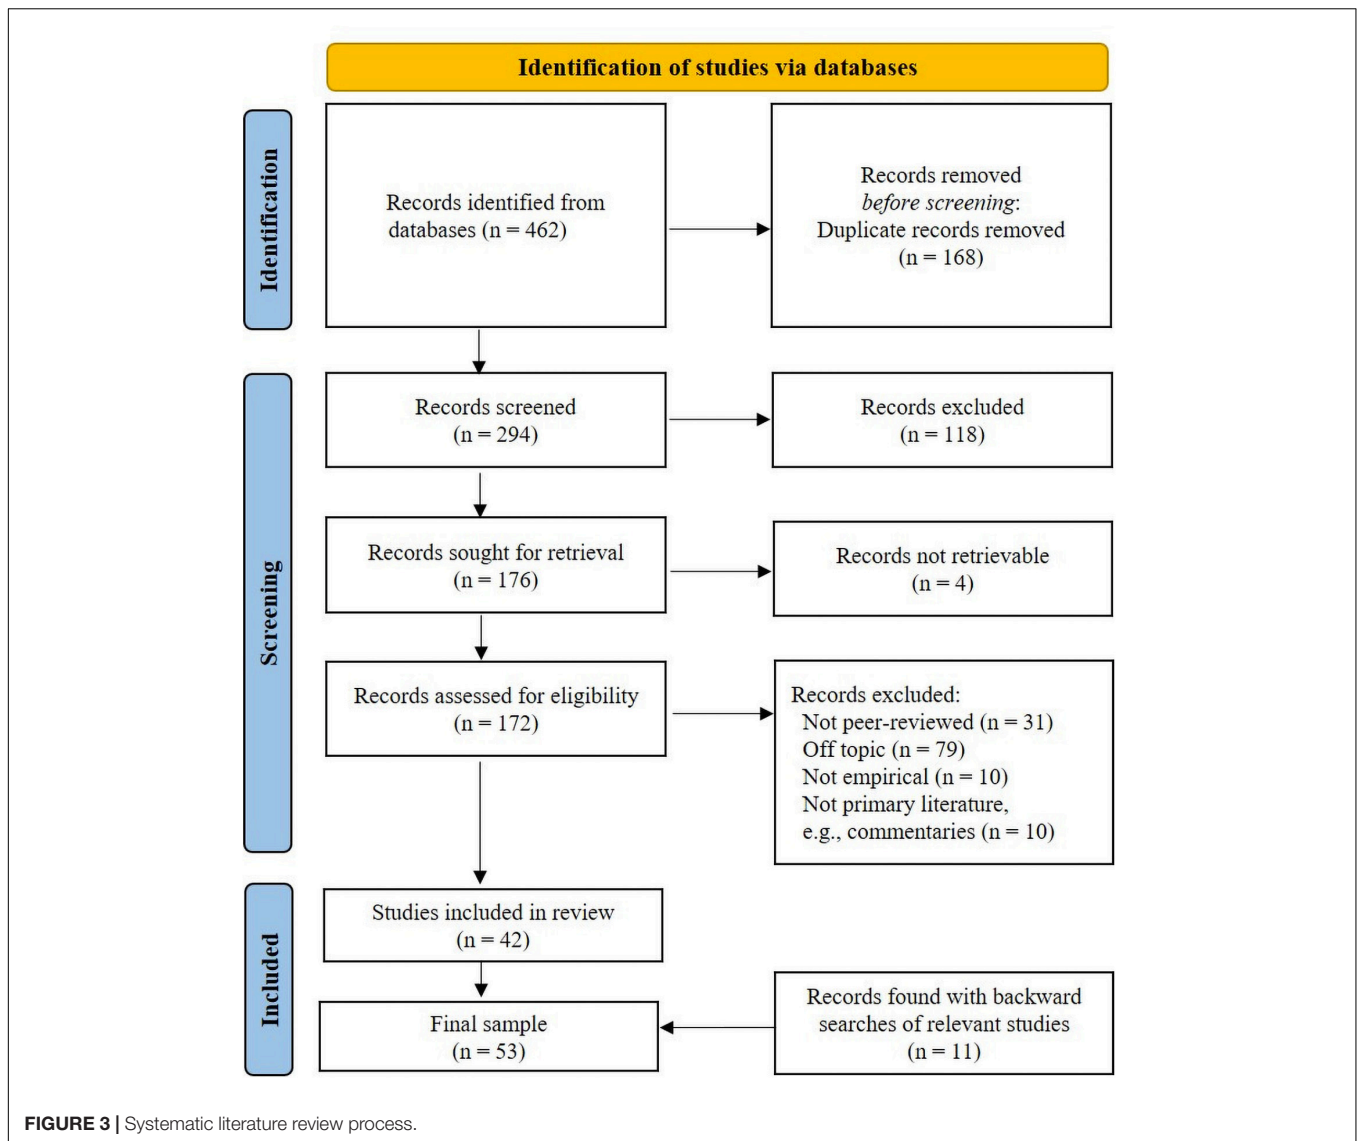 Identification of studies via databases
Identification
Records identified from
databases (n = 462)
Records removed
before screening:
Duplicate records removed
(n = 168)
Screening
Records screened
(n = 294)
Records excluded
(n = 118)
Records sought for retrieval
(n = 176)
Records not retrievable
(n = 4)
Records assessed for eligibility
(n = 172)
Records excluded:
Not peer-reviewed (n = 31)
Off topic (n = 79)
Not empirical (n = 10)
Not primary literature,
e.g., commentaries (n = 10)
Included
Studies included in review
(n = 42)
Final sample
(n = 53)
Records found with backward
searches of relevant studies
(n = 11)
FIGURE 3 | Systematic literature review process.